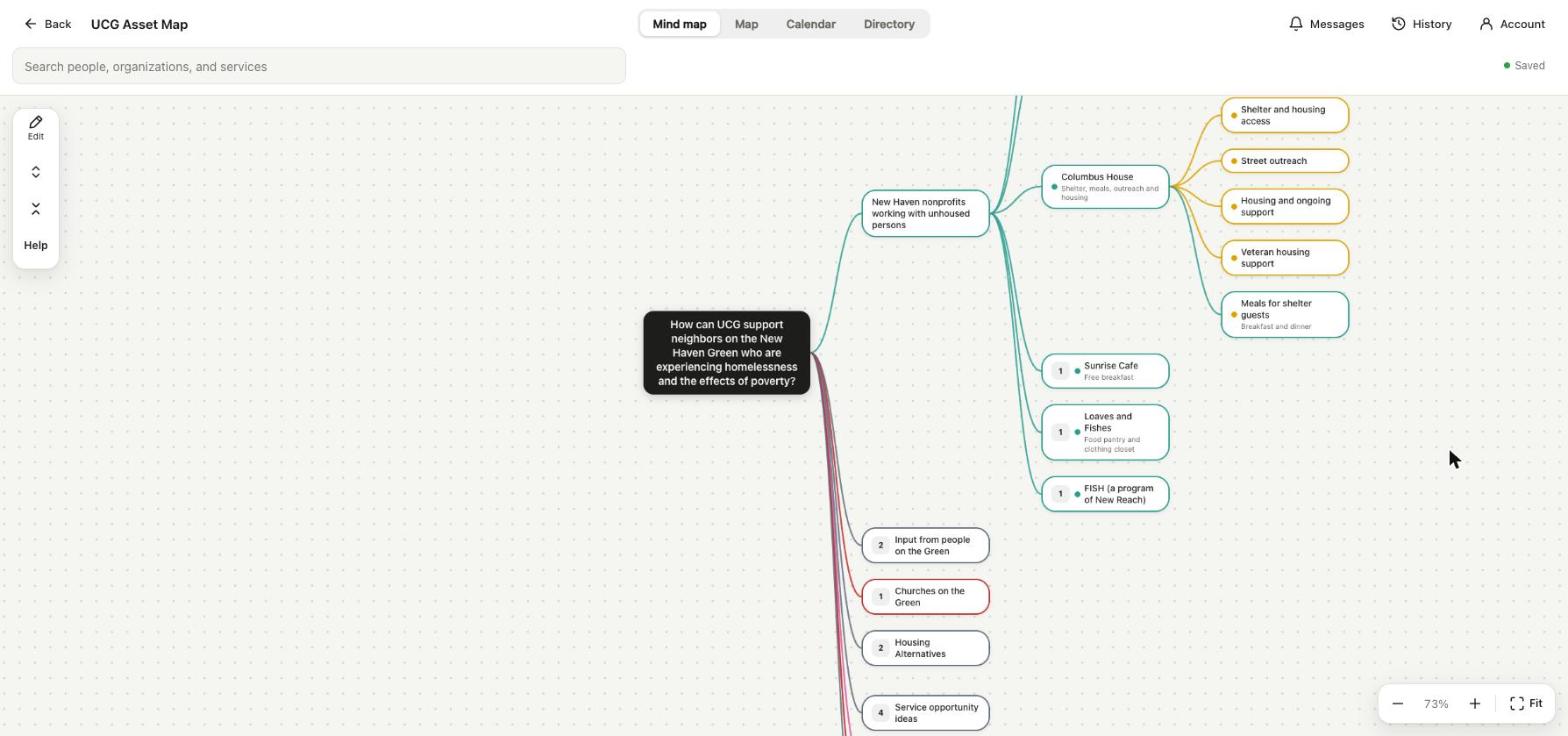 Back
UCG Asset Map
Mind map
Map
Calendar
Directory
Messages
History
Account
Search people, organizations, and services
Saved
Edit
Help
Shelter and housing
access
Street outreach
Columbus House
Shelter, meals, outreach and
housing
Housing and ongoing
support
New Haven nonprofits
working with unhoused
persons
Veteran housing
support
Meals for shelter
guests
Breakfast and dinner
How can UCG support
neighbors on the New
Haven Green who are
experiencing homelessness
and the effects of poverty?
1
Sunrise Cafe
Free breakfast
1
Loaves and
Fishes
Food pantry and
clothing closet
1
FISH (a program
of New Reach)
2
Input from people
on the Green
1
Churches on the
Green
2
Housing
Alternatives
4
Service opportunity
ideas
73%
Fit